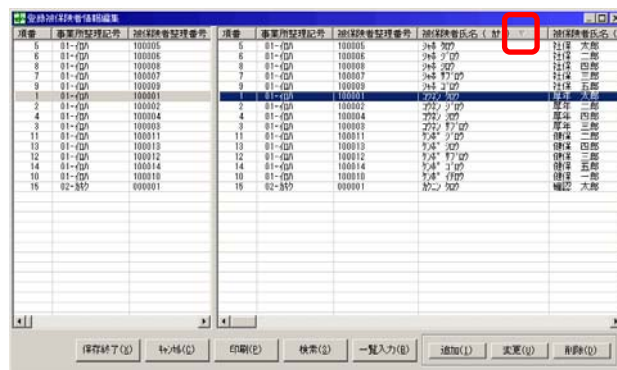 登録被保険者情報編集
項番 事業所整理記号 被保険者整理番号 項番 事業所整理記号 被保険者整理番号 被保険者氏名(カナ) ▽ 被保険者氏名(
5 01-イロハ 100005 5 01-イロハ 100005 シャホ タロウ 社保 太郎
6 01-イロハ 100006 6 01-イロハ 100006 シャホ ジロウ 社保 二郎
8 01-イロハ 100008 8 01-イロハ 100008 シャホ シロウ 社保 四郎
7 01-イロハ 100007 7 01-イロハ 100007 シャホ サブロウ 社保 三郎
9 01-イロハ 100009 9 01-イロハ 100009 シャホ ゴロウ 社保 五郎
1 01-イロハ 100001 1 01-イロハ 100001 コウネン タロウ 厚年 太郎
2 01-イロハ 100002 2 01-イロハ 100002 コウネン ジロウ 厚年 二郎
4 01-イロハ 100004 4 01-イロハ 100004 コウネン シロウ 厚年 四郎
3 01-イロハ 100003 3 01-イロハ 100003 コウネン サブロウ 厚年 三郎
11 01-イロハ 100011 11 01-イロハ 100011 ケンポ ジロウ 健保 二郎
13 01-イロハ 100013 13 01-イロハ 100013 ケンポ シロウ 健保 四郎
12 01-イロハ 100012 12 01-イロハ 100012 ケンポ サブロウ 健保 三郎
14 01-イロハ 100014 14 01-イロハ 100014 ケンポ ゴロウ 健保 五郎
10 01-イロハ 100010 10 01-イロハ 100010 ケンポ イチロウ 健保 一郎
15 02-カキク 000001 15 02-カキク 000001 カクニン タロウ 確認 太郎
保存終了(X) キャンセル(C) 印刷(P) 検索(S) 一覧入力(B) 追加(I) 変更(U) 削除(D)